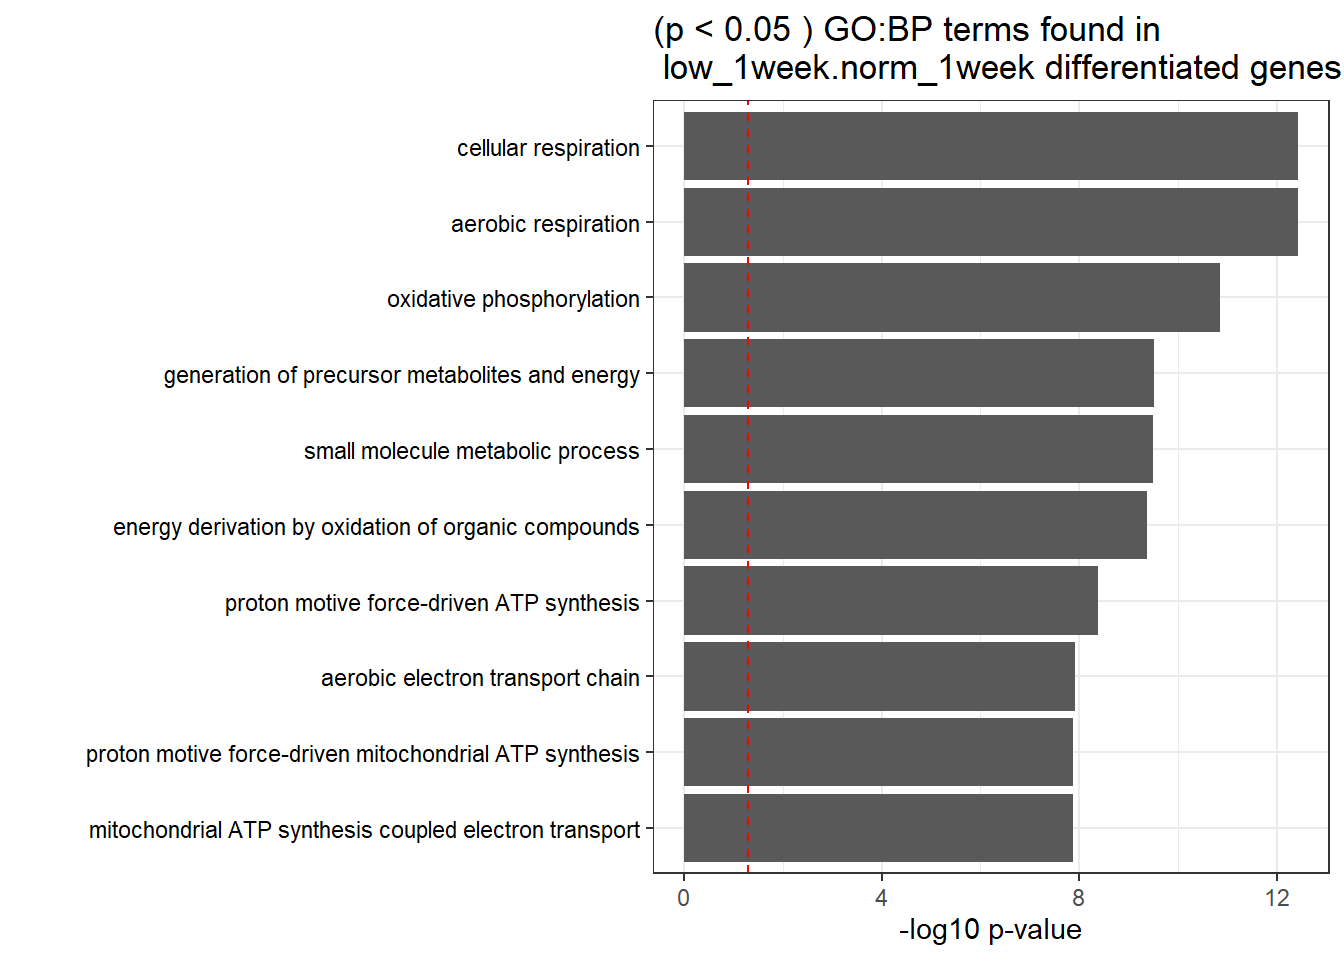 (p < 0.05 ) GO:BP terms found in
low_1week.norm_1week differentiated genes
cellular respiration
aerobic respiration
oxidative phosphorylation
generation of precursor metabolites and energy
small molecule metabolic process
energy derivation by oxidation of organic compounds
proton motive force-driven ATP synthesis
aerobic electron transport chain
proton motive force-driven mitochondrial ATP synthesis
mitochondrial ATP synthesis coupled electron transport
0 4 8 12
-log10 p-value